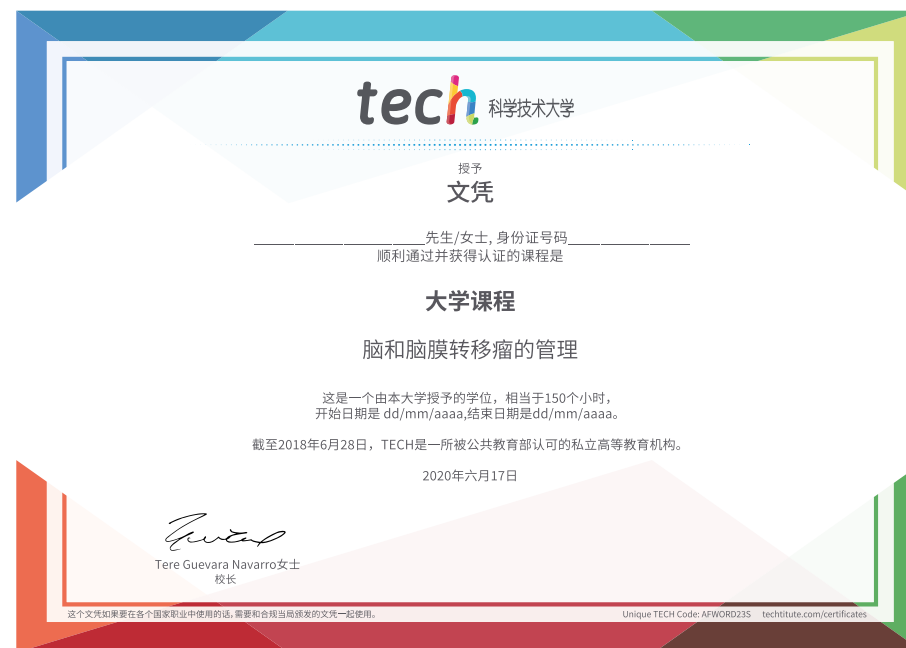 tech 科学技术大学
授予
文凭
______________________先生/女士, 身份证号码_______________
顺利通过并获得认证的课程是
大学课程
脑和脑膜转移瘤的管理
这是一个由本大学授予的学位，相当于150个小时，
开始日期是 dd/mm/aaaa,结束日期是dd/mm/aaaa。
截至2018年6月28日，TECH是一所被公共教育部认可的私立高等教育机构。
2020年六月17日
Tere Guevara Navarro女士
校长
这个文凭如果要在各个国家职业中使用的话,需要和合规当局颁发的文凭一起使用。
Unique TECH Code: AFWORD23S techtitute.com/certificates